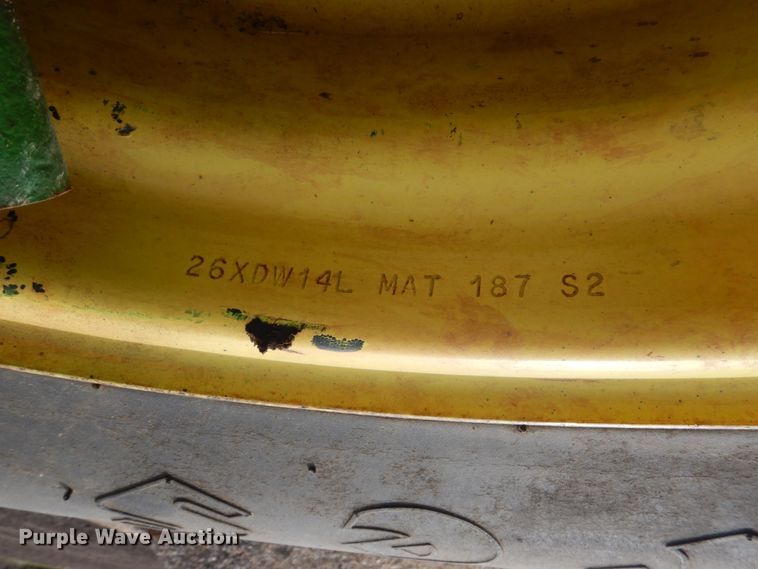 26XDW14L MAT 187 S2
Purple Wave Auction